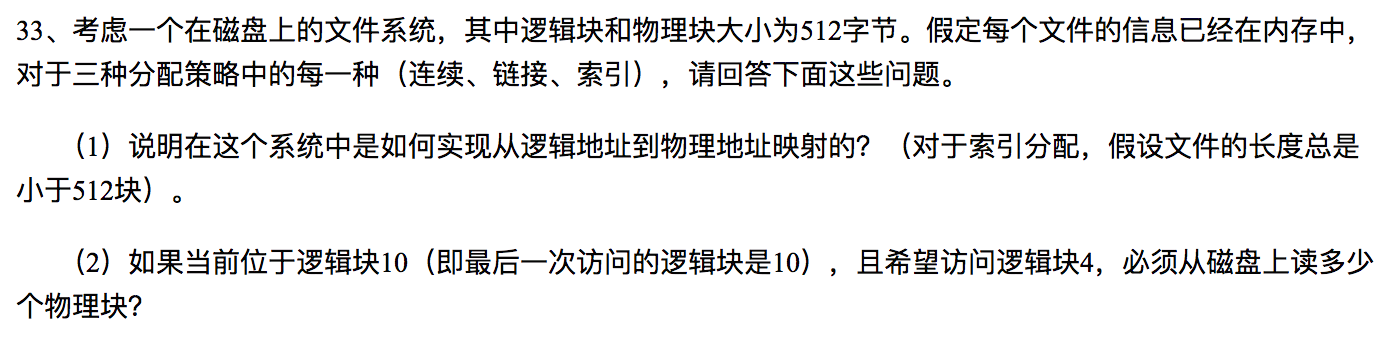 33、考虑一个在磁盘上的文件系统，其中逻辑块和物理块大小为512字节。假定每个文件的信息已经在内存中，
对于三种分配策略中的每一种（连续、链接、索引），请回答下面这些问题。
（1）说明在这个系统中是如何实现从逻辑地址到物理地址映射的？（对于索引分配，假设文件的长度总是
小于512块）。
（2）如果当前位于逻辑块10（即最后一次访问的逻辑块是10），且希望访问逻辑块4，必须从磁盘上读多少
个物理块？